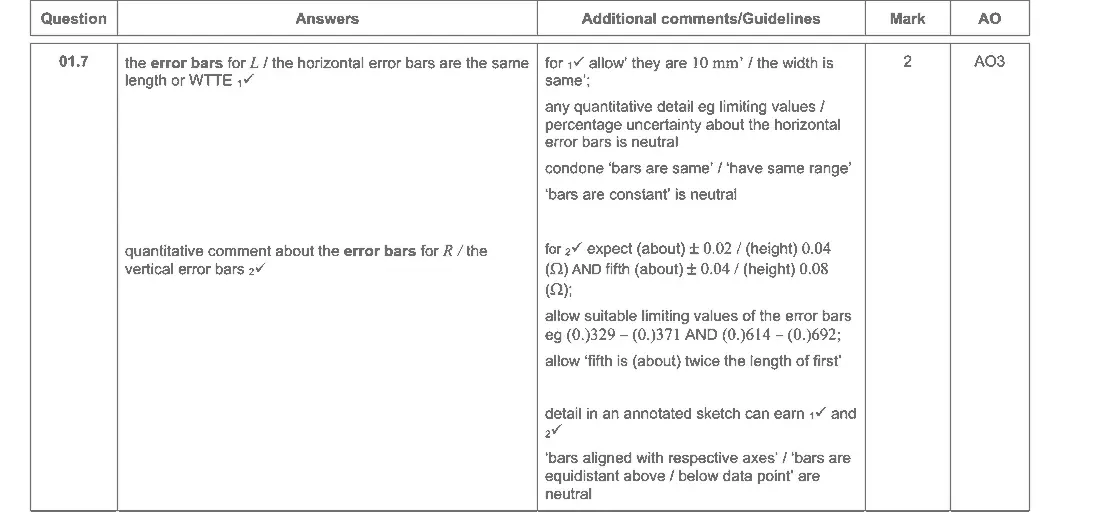 Question Answers Additional comments/Guidelines Mark AO
01.7 the error bars for L / the horizontal error bars are the same length or WTTE 1✓
for 1✓ allow' they are 10 mm' / the width is same';
2
AO3
any quantitative detail eg limiting values / percentage uncertainty about the horizontal error bars is neutral
condone 'bars are same' / 'have same range'
'bars are constant' is neutral
quantitative comment about the error bars for R / the vertical error bars 2✓
for 2✓ expect (about) ± 0.02 / (height) 0.04 (Ω) AND fifth (about) ± 0.04 / (height) 0.08 (Ω);
allow suitable limiting values of the error bars eg (0.)329 – (0.)371 AND (0.)614 – (0.)692;
allow 'fifth is (about) twice the length of first'
detail in an annotated sketch can earn 1✓ and 2✓
'bars aligned with respective axes' / 'bars are equidistant above / below data point' are neutral